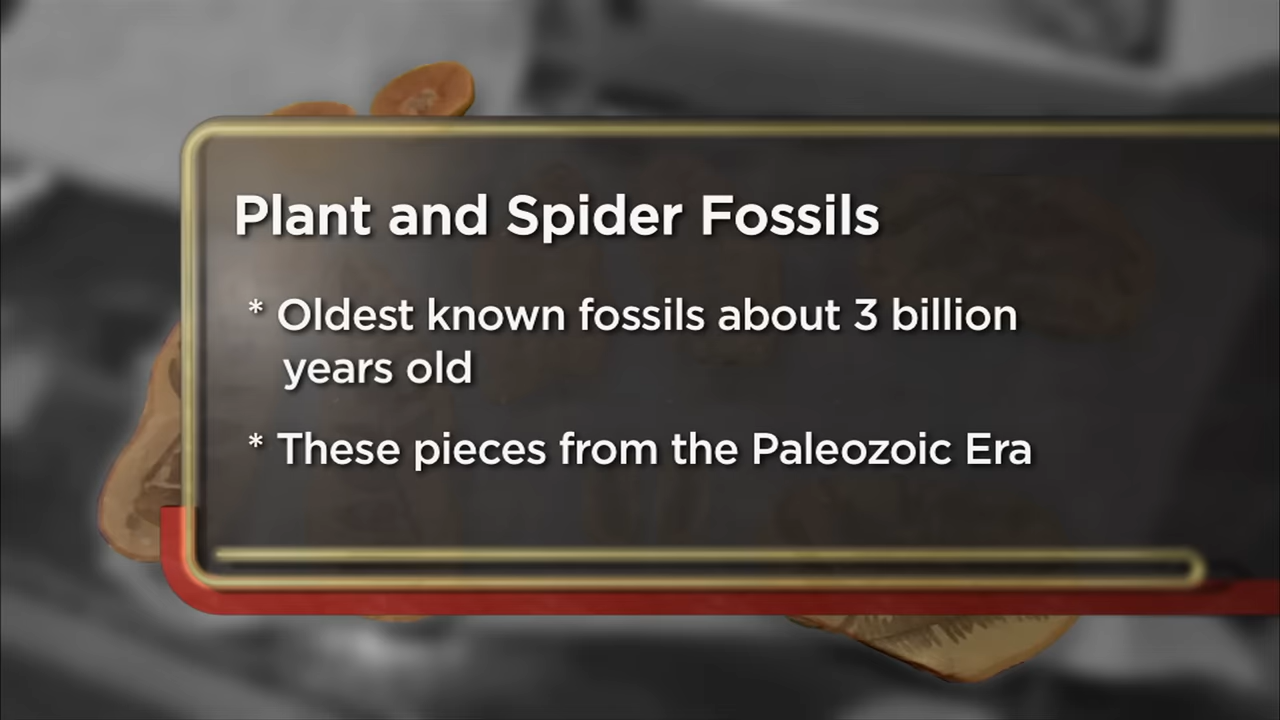 Plant and Spider Fossils
* Oldest known fossils about 3 billion
years old
* These pieces from the Paleozoic Era